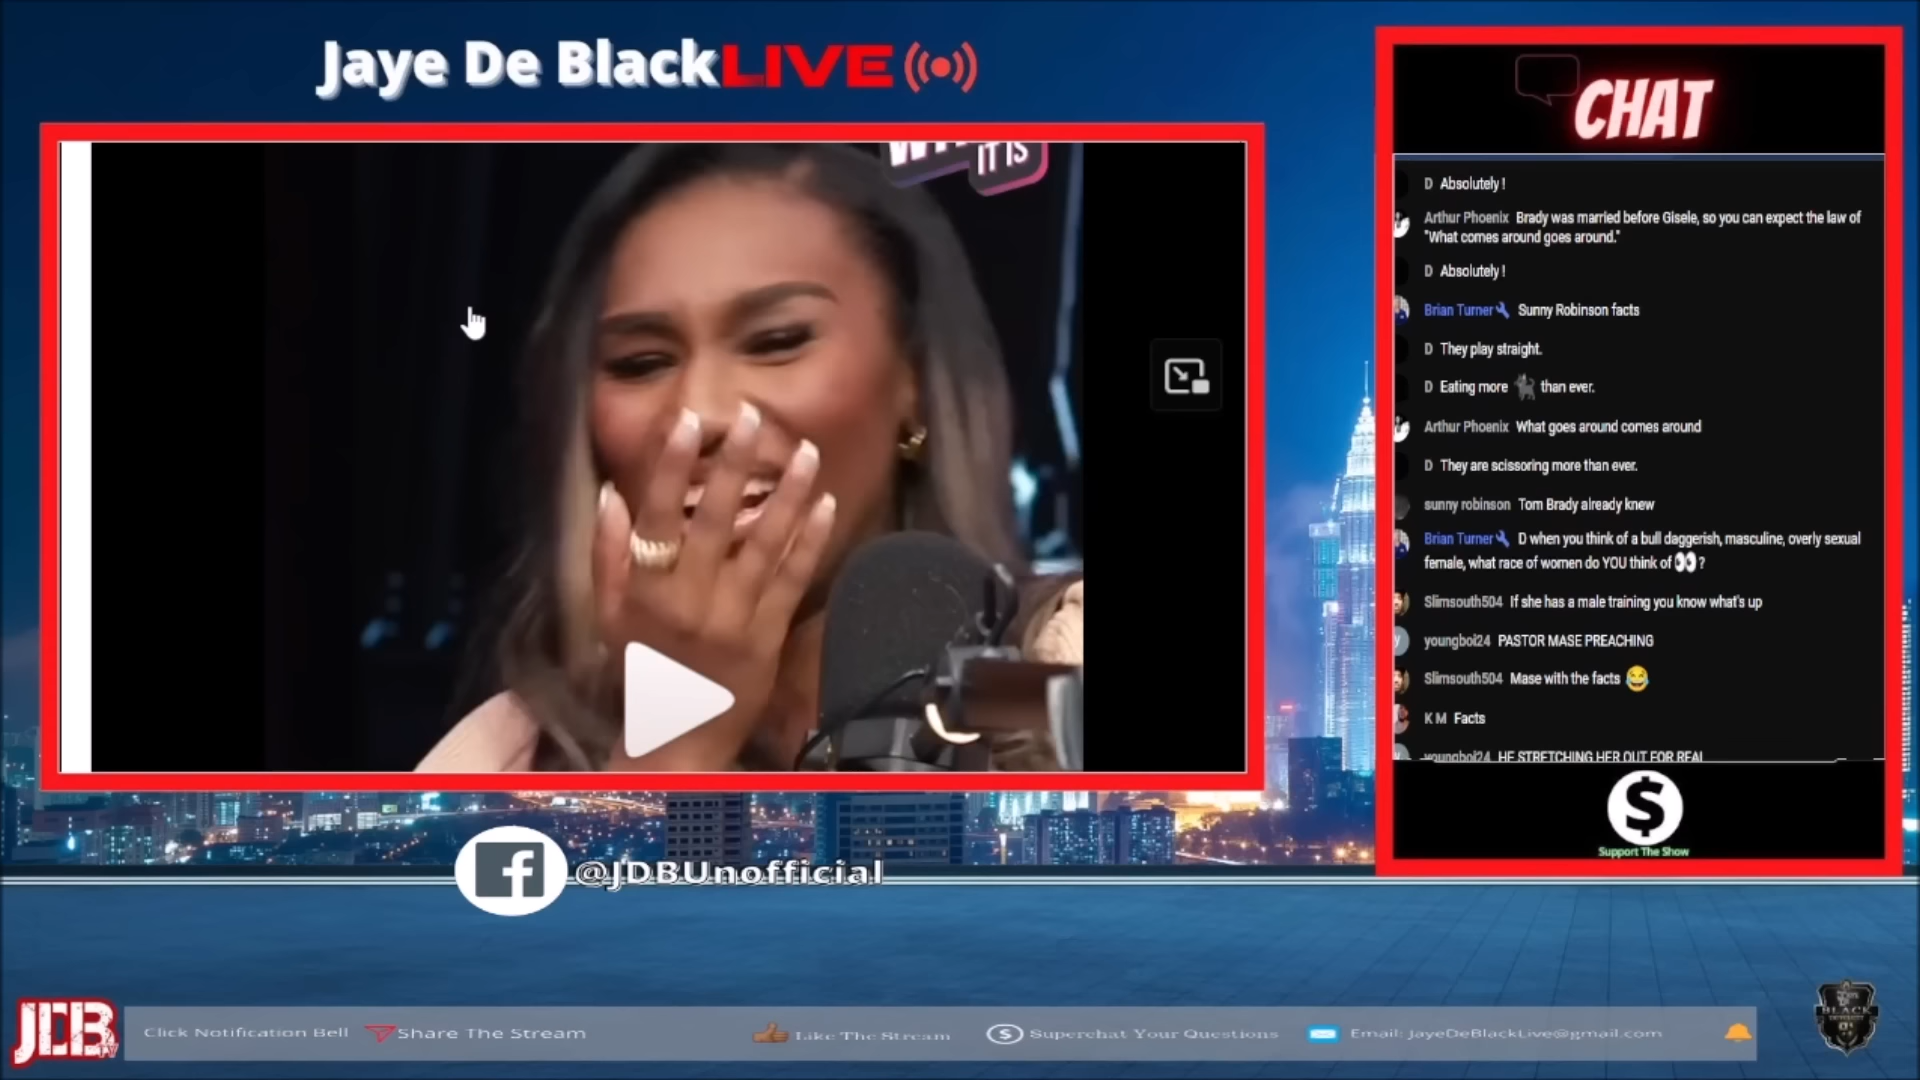 Jaye De Black LIVE
CHAT
IT IS
D Absolutely !
Arthur Phoenix Brady was married before Gisele, so you can expect the law of
"What comes around goes around."
D Absolutely !
Brian Turner Sunny Robinson facts
D They play straight.
D Eating more 🐈‍⬛ than ever.
Arthur Phoenix What goes around comes around
D They are scissoring more than ever.
sunny robinson Tom Brady already knew
Brian Turner D when you think of a bull daggerish, masculine, overly sexual
female, what race of women do YOU think of 👀 ?
Slimsouth504 If she has a male training you know what's up
youngboi24 PASTOR MASE PREACHING
Slimsouth504 Mase with the facts 😂
K M Facts
youngboi24 HE STRETCHING HER OUT FOR REAL
$
Support The Show
f @JDBUnofficial
JDB TV
Click Notification Bell
Share The Stream
Like The Stream
$ Superchat Your Questions
Email: JayeDeBlackLive@gmail.com
BLACK